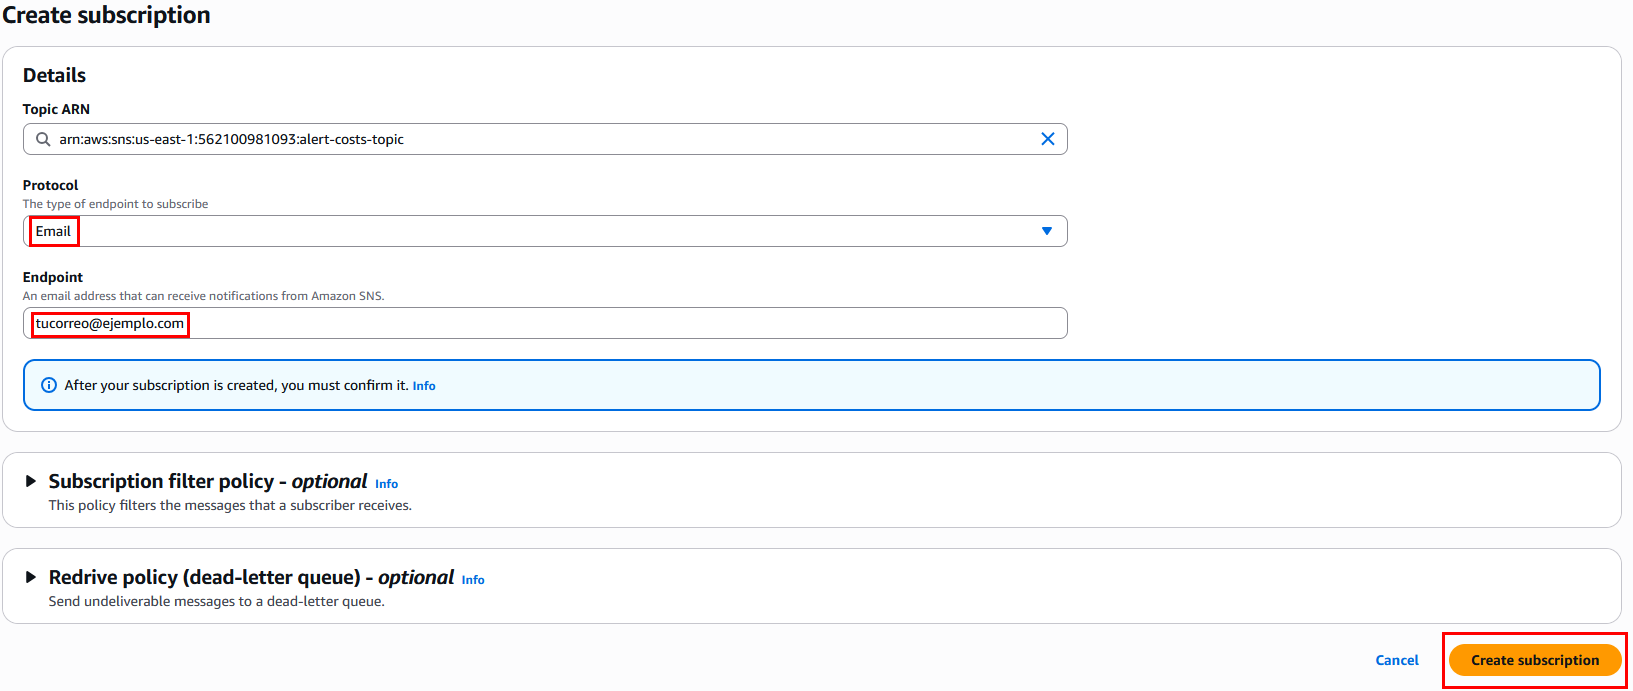 Create subscription
Details
Topic ARN
arn:aws:sns:us-east-1:562100981093:alert-costs-topic
Protocol
The type of endpoint to subscribe
Email
Endpoint
An email address that can receive notifications from Amazon SNS.
tucorreo@ejemplo.com
After your subscription is created, you must confirm it. Info
Subscription filter policy - optional Info
This policy filters the messages that a subscriber receives.
Redrive policy (dead-letter queue) - optional Info
Send undeliverable messages to a dead-letter queue.
Cancel Create subscription